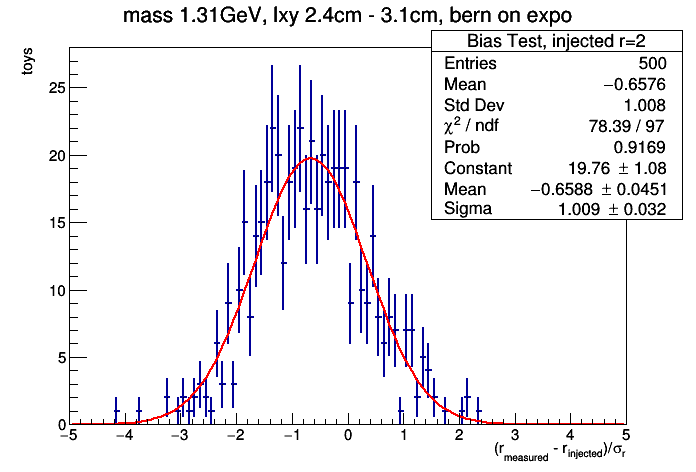 mass 1.31GeV, lxy 2.4cm - 3.1cm, bern on expo
Bias Test, injected r=2
Entries 500
Mean −0.6576
Std Dev 1.008
χ² / ndf 78.39 / 97
Prob 0.9169
Constant 19.76 ± 1.08
Mean −0.6588 ± 0.0451
Sigma 1.009 ± 0.032
toys
25
20
15
10
5
0
−5 −4 −3 −2 −1 0 1 2 3 4 5
(r_measured - r_injected)/σ_r